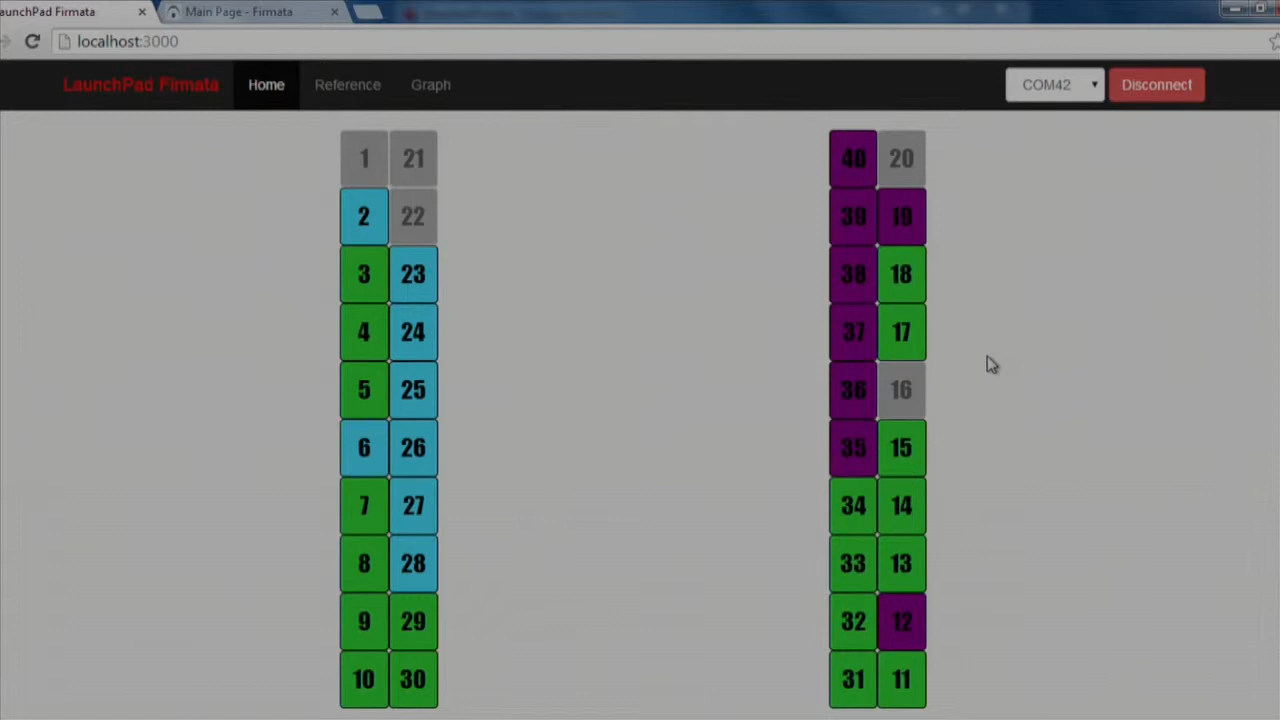 aunchPad Firmata
Main Page - Firmata
localhost:3000
LaunchPad Firmata Home Reference Graph COM42 Disconnect
1 21 40 20
2 22 39 19
3 23 38 18
4 24 37 17
5 25 36 16
6 26 35 15
7 27 34 14
8 28 33 13
9 29 32 12
10 30 31 11